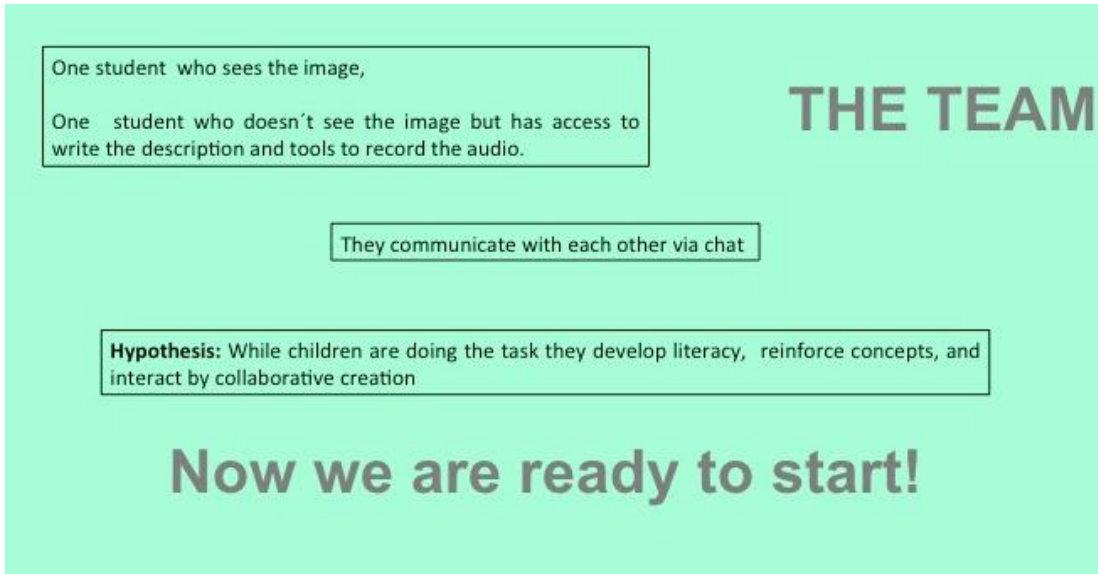 One student who sees the image,
One student who doesn´t see the image but has access to
write the description and tools to record the audio.
THE TEAM
They communicate with each other via chat
Hypothesis: While children are doing the task they develop literacy, reinforce concepts, and
interact by collaborative creation
Now we are ready to start!